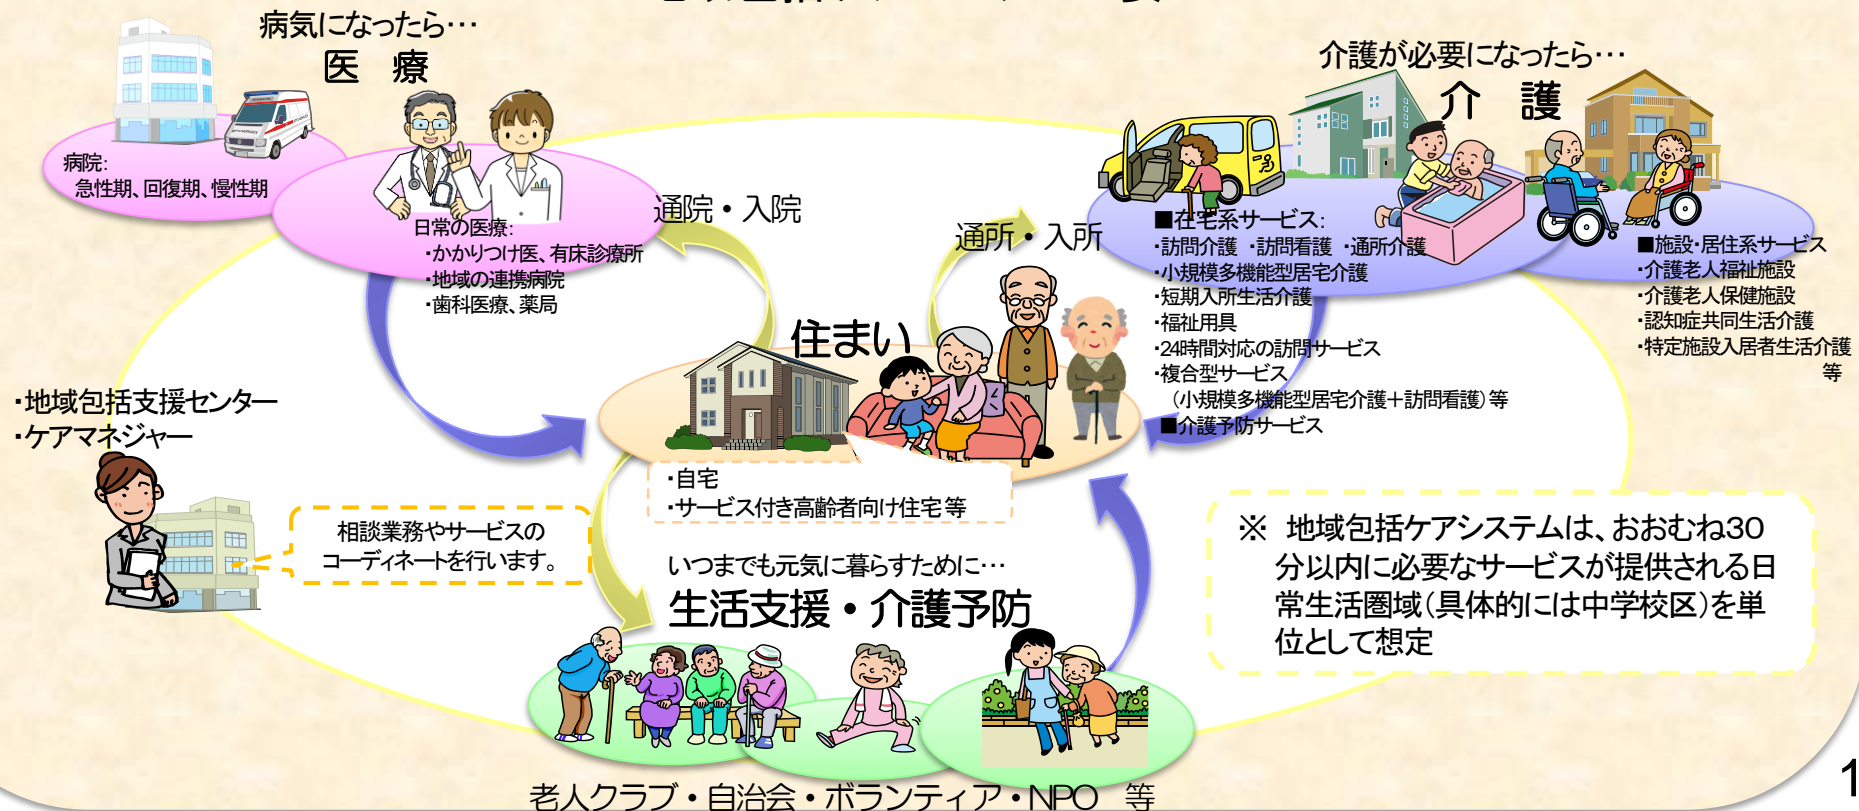 病気になったら…
医 療
病院:
急性期、回復期、慢性期
日常の医療:
・かかりつけ医、有床診療所
・地域の連携病院
・歯科医療、薬局
通院・入院
通所・入所
介護が必要になったら…
介 護
■在宅系サービス:
・訪問介護 ・訪問看護 ・通所介護
・小規模多機能型居宅介護
・短期入所生活介護
・福祉用具
・24時間対応の訪問サービス
・複合型サービス
（小規模多機能型居宅介護＋訪問看護）等
■介護予防サービス
■施設・居住系サービス
・介護老人福祉施設
・介護老人保健施設
・認知症共同生活介護
・特定施設入居者生活介護
等
住まい
・自宅
・サービス付き高齢者向け住宅 等
・地域包括支援センター
・ケアマネジャー
相談業務やサービスの
コーディネートを行います。
いつまでも元気に暮らすために…
生活支援・介護予防
老人クラブ・自治会・ボランティア・NPO 等
※ 地域包括ケアシステムは、おおむね30
分以内に必要なサービスが提供される日
常生活圏域（具体的には中学校区）を単
位として想定
1